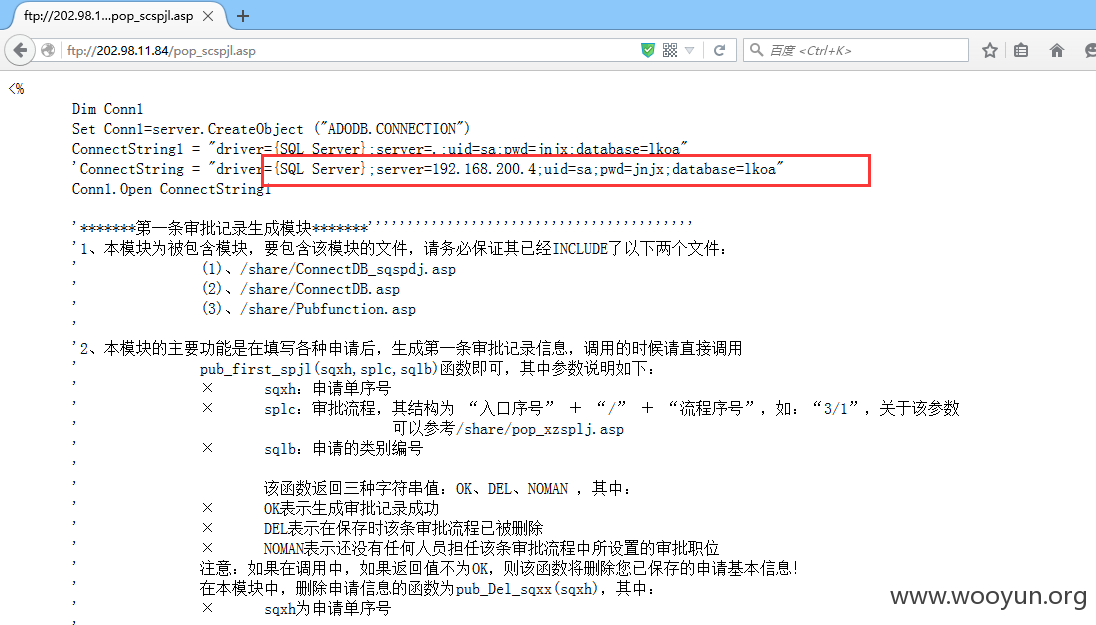 ftp://202.98.1...pop_scspjl.asp
ftp://202.98.11.84/pop_scspjl.asp
百度 <Ctrl+K>
<%
Dim Conn1
Set Conn1=server.CreateObject ("ADODB.CONNECTION")
ConnectString1 = "driver={SQL Server};server=.;uid=sa;pwd=jnjx;database=lkoa"
'ConnectString = "driver={SQL Server};server=192.168.200.4;uid=sa;pwd=jnjx;database=lkoa"
Conn1.Open ConnectString1
'*******第一条审批记录生成模块*******'''''''''''''''''''''''''''''''''''''''''
'1、本模块为被包含模块，要包含该模块的文件，请务必保证其已经INCLUDE了以下两个文件：
' (1)、/share/ConnectDB_sqspdj.asp
' (2)、/share/ConnectDB.asp
' (3)、/share/Pubfunction.asp
'
'2、本模块的主要功能是在填写各种申请后，生成第一条审批记录信息，调用的时候请直接调用
' pub_first_spjl(sqxh,splc,sqlb)函数即可，其中参数说明如下：
' × sqxh：申请单序号
' × splc：审批流程，其结构为 “入口序号” ＋ “/” ＋ “流程序号”，如：“3/1”，关于该参数
' 可以参考/share/pop_xzsplj.asp
' × sqlb：申请的类别编号
'
' 该函数返回三种字符串值：OK、DEL、NOMAN ，其中：
' × OK表示生成审批记录成功
' × DEL表示在保存时该条审批流程已被删除
' × NOMAN表示还没有任何人员担任该条审批流程中所设置的审批职位
' 注意：如果在调用中，如果返回值不为OK，则该函数将删除您已保存的申请基本信息！
' 在本模块中，删除申请信息的函数为pub_Del_sqxx(sqxh)，其中：
' × sqxh为申请单序号
'
www.wooyun.org